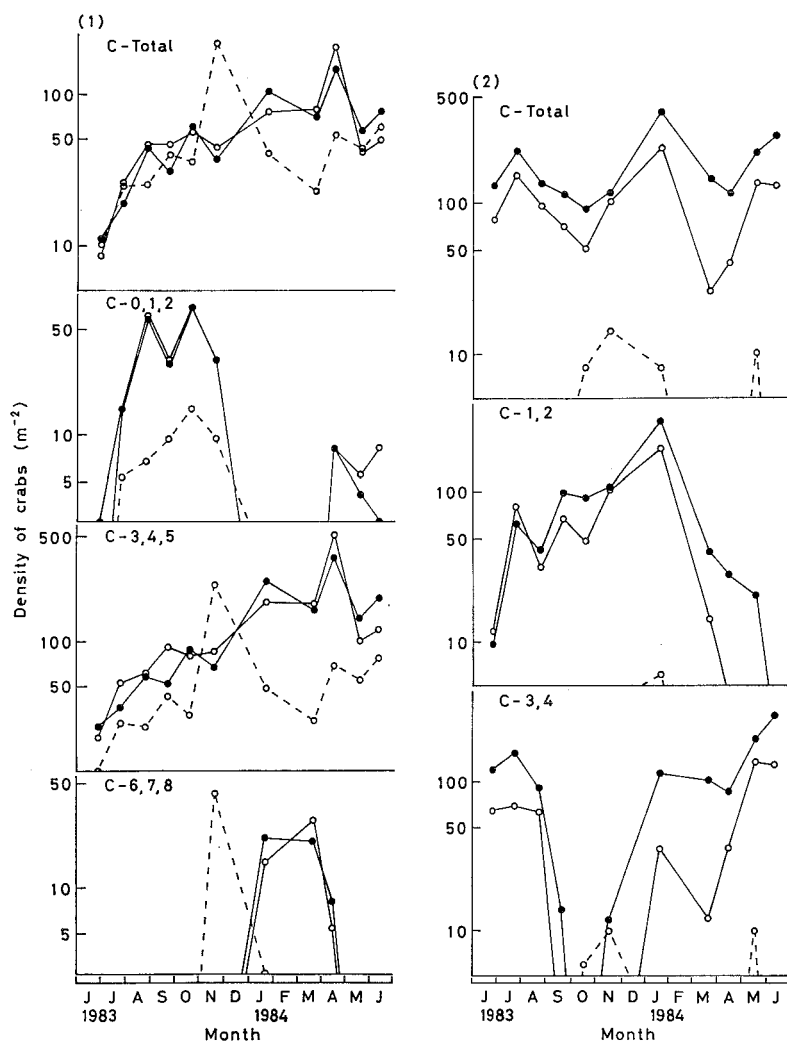 (1)
C-Total
100
50
10
C-0,1,2
50
10
5
C-3,4,5
500
100
50
C-6,7,8
50
10
5
Density of crabs (m⁻²)
J J A S O N D J F M A M J
1983 1984
Month
(2)
500
C-Total
100
50
10
C-1,2
100
50
10
C-3,4
100
50
10
J J A S O N D J F M A M J
1983 1984
Month